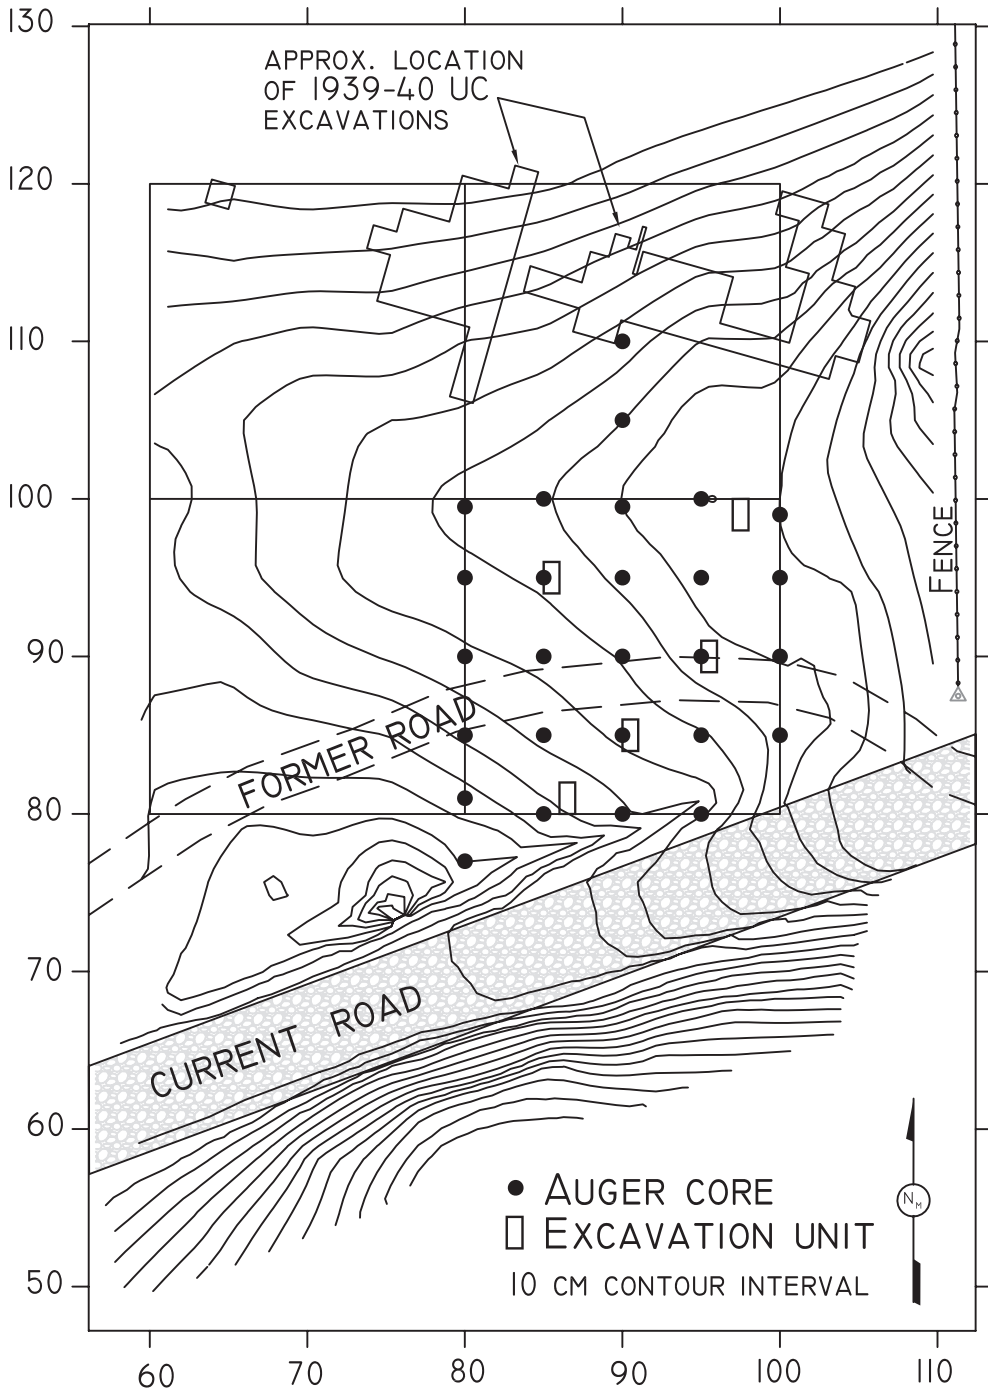 130
APPROX. LOCATION
OF 1939-40 UC
EXCAVATIONS
120
110
100
FENCE
90
FORMER ROAD
80
70
CURRENT ROAD
60
AUGER CORE
N M
EXCAVATION UNIT
50
10 CM CONTOUR INTERVAL
60 70 80 90 100 110